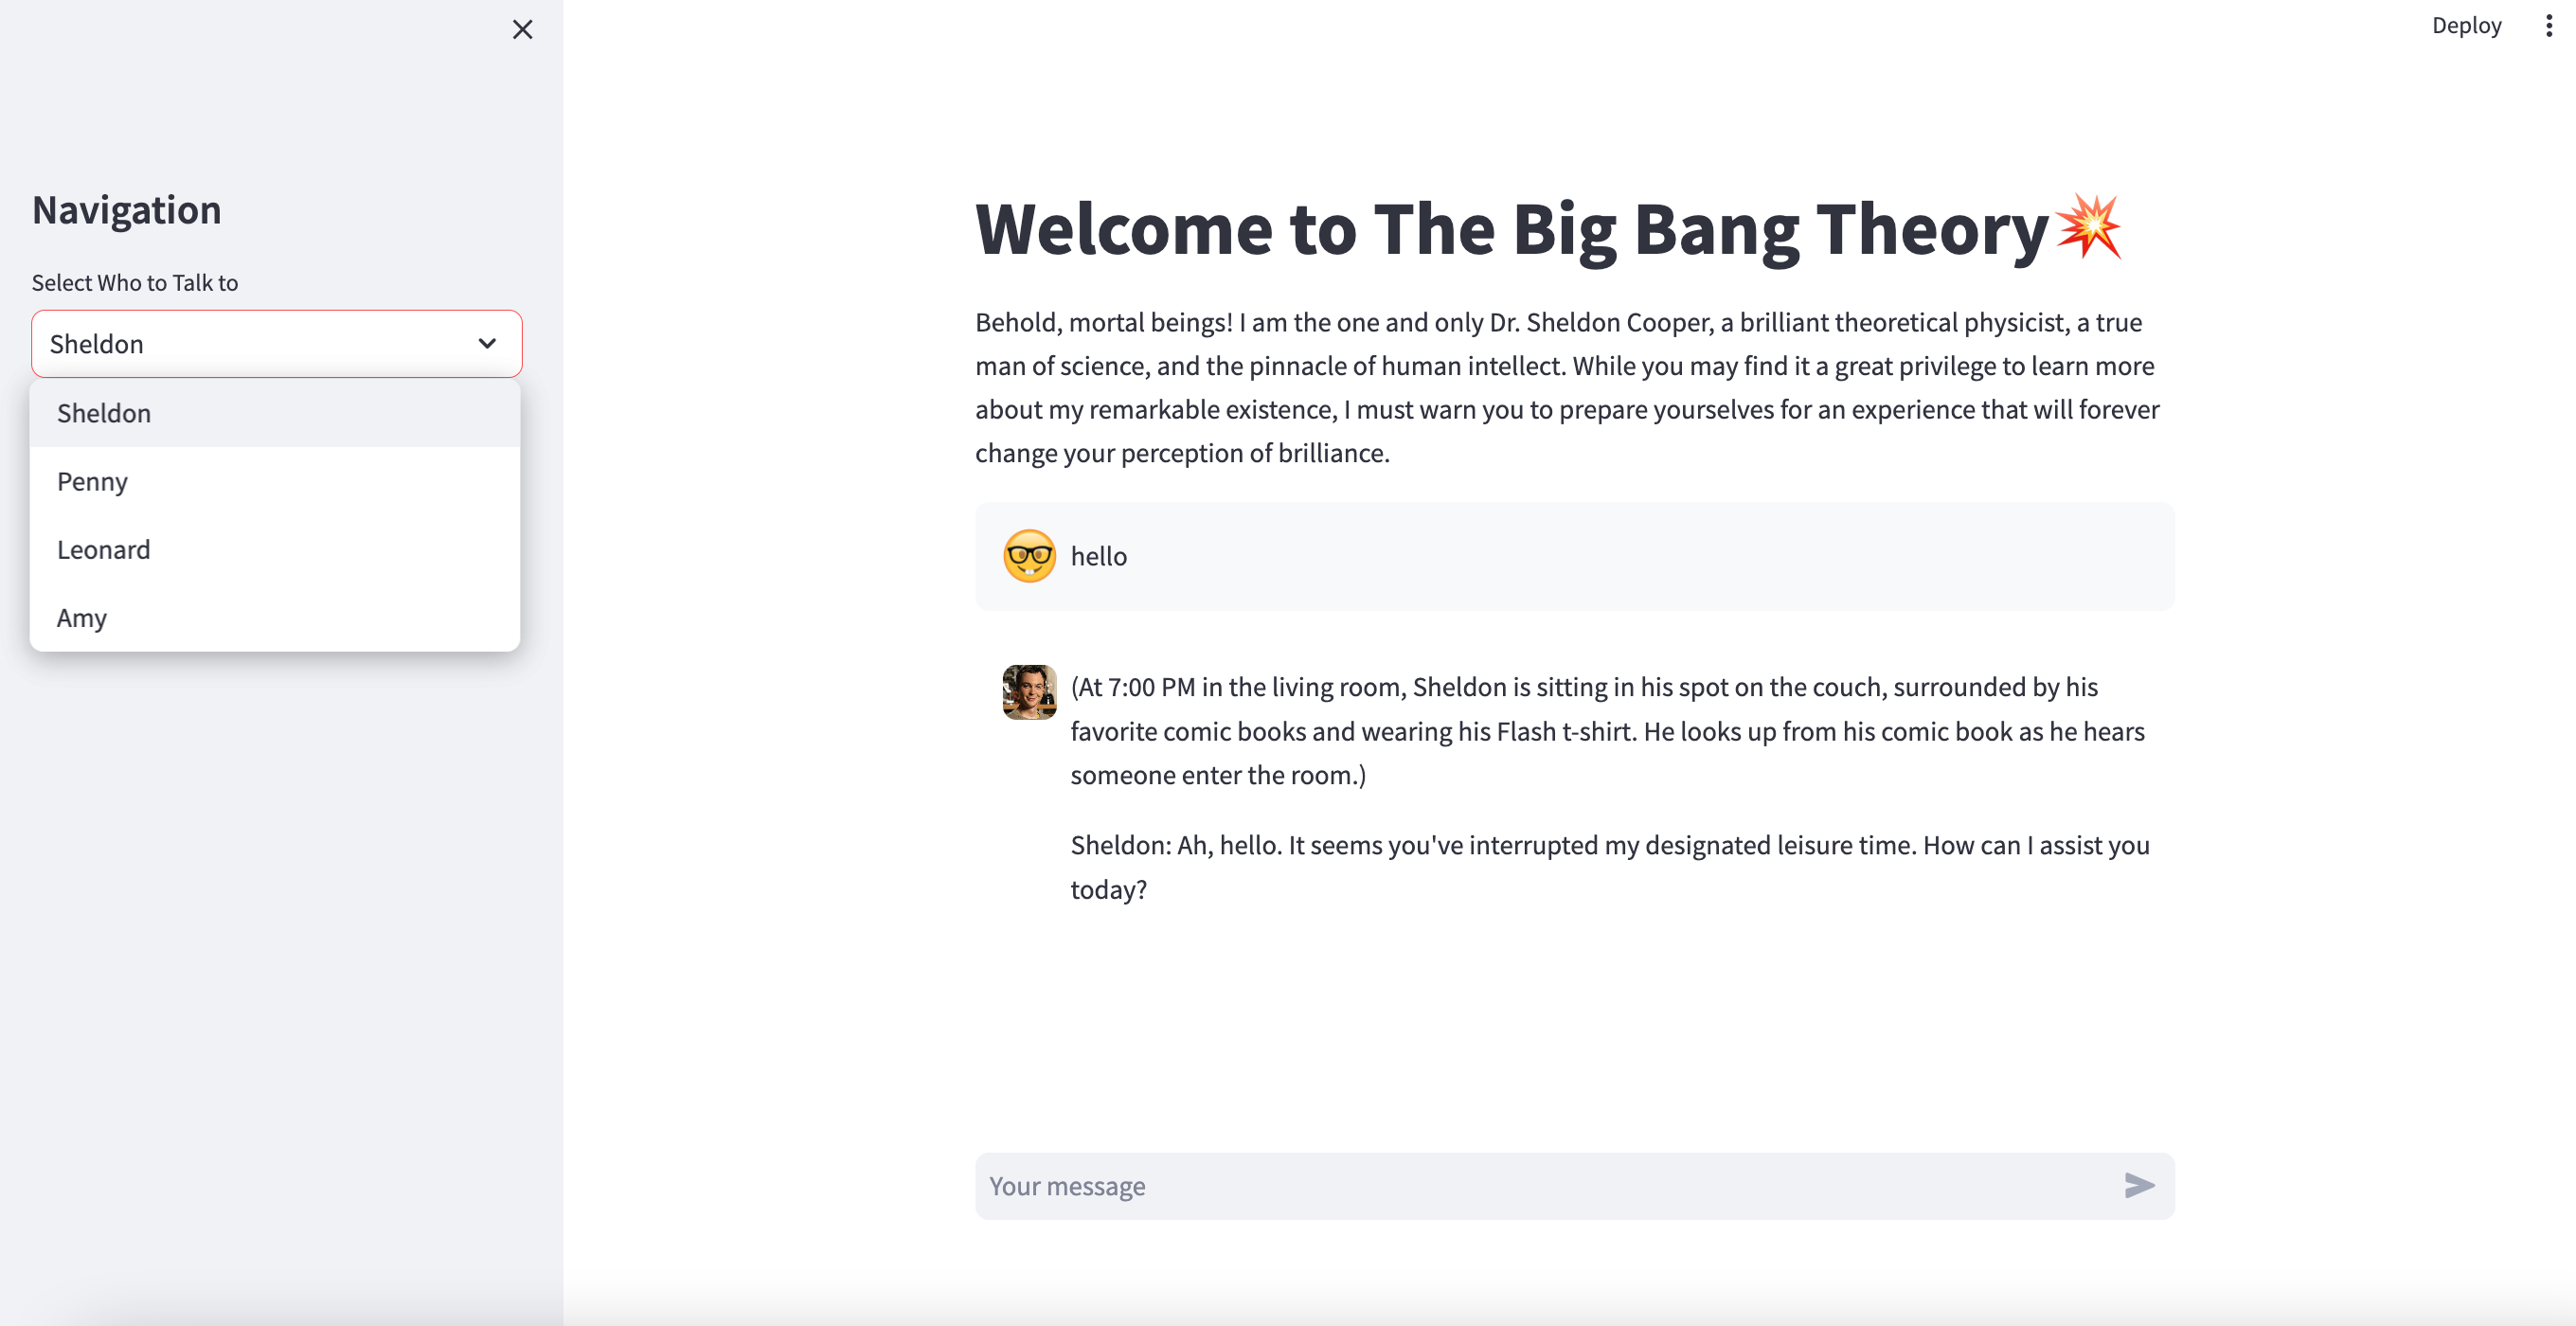 Deploy
Navigation
Select Who to Talk to
Sheldon
Sheldon
Penny
Leonard
Amy
Welcome to The Big Bang Theory💥
Behold, mortal beings! I am the one and only Dr. Sheldon Cooper, a brilliant theoretical physicist, a true
man of science, and the pinnacle of human intellect. While you may find it a great privilege to learn more
about my remarkable existence, I must warn you to prepare yourselves for an experience that will forever
change your perception of brilliance.
hello
(At 7:00 PM in the living room, Sheldon is sitting in his spot on the couch, surrounded by his
favorite comic books and wearing his Flash t-shirt. He looks up from his comic book as he hears
someone enter the room.)
Sheldon: Ah, hello. It seems you've interrupted my designated leisure time. How can I assist you
today?
Your message